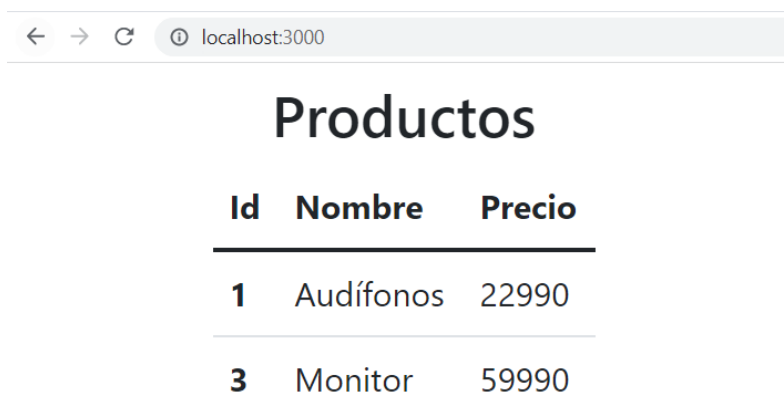 localhost:3000
Productos
Id Nombre Precio
1 Audífonos 22990
3 Monitor 59990